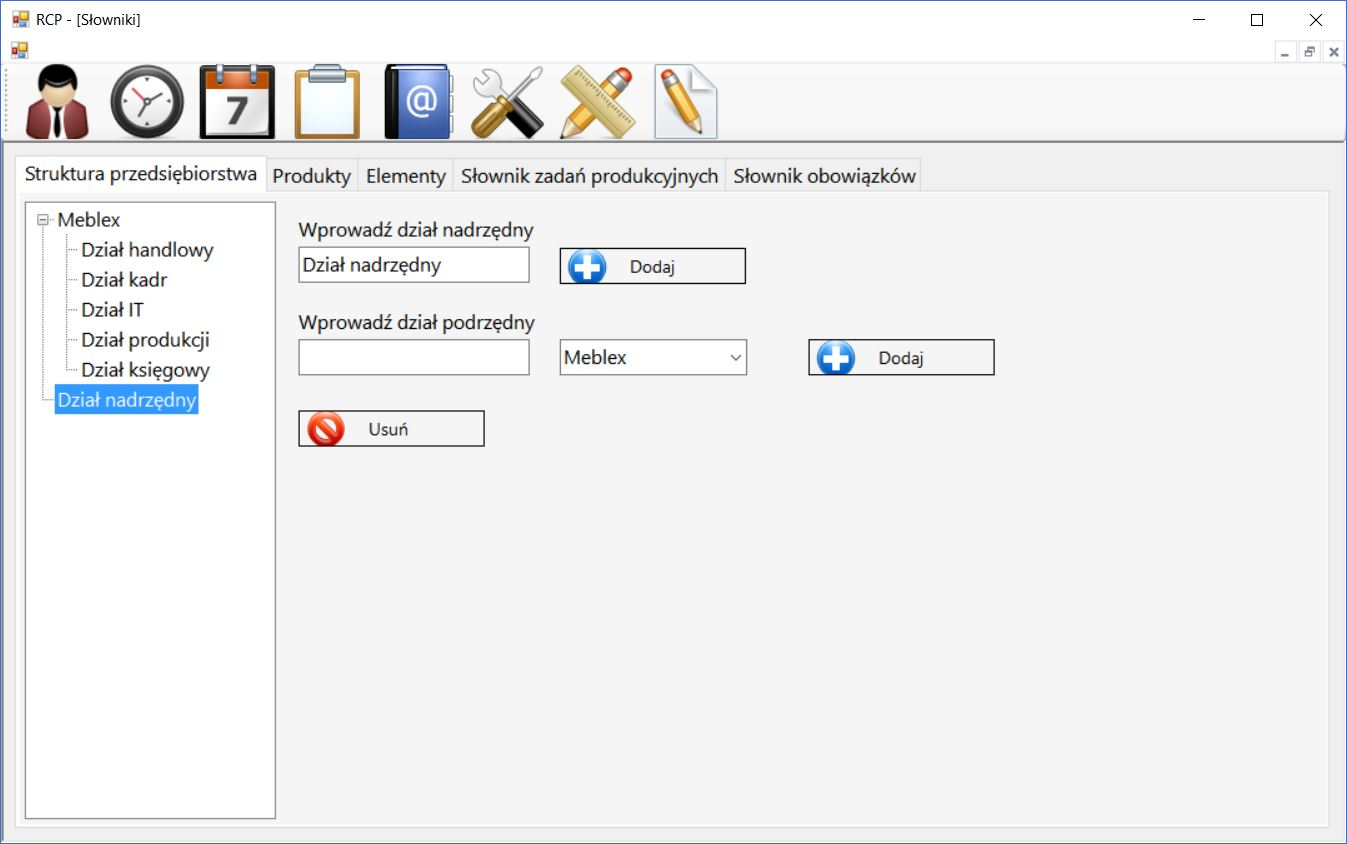 RCP - [Słowniki]
7
@
Struktura przedsiębiorstwa Produkty Elementy Słownik zadań produkcyjnych Słownik obowiązków
Meblex
Dział handlowy
Dział kadr
Dział IT
Dział produkcji
Dział księgowy
Dział nadrzędny
Wprowadź dział nadrzędny
Dział nadrzędny Dodaj
Wprowadź dział podrzędny
Meblex Dodaj
Usuń